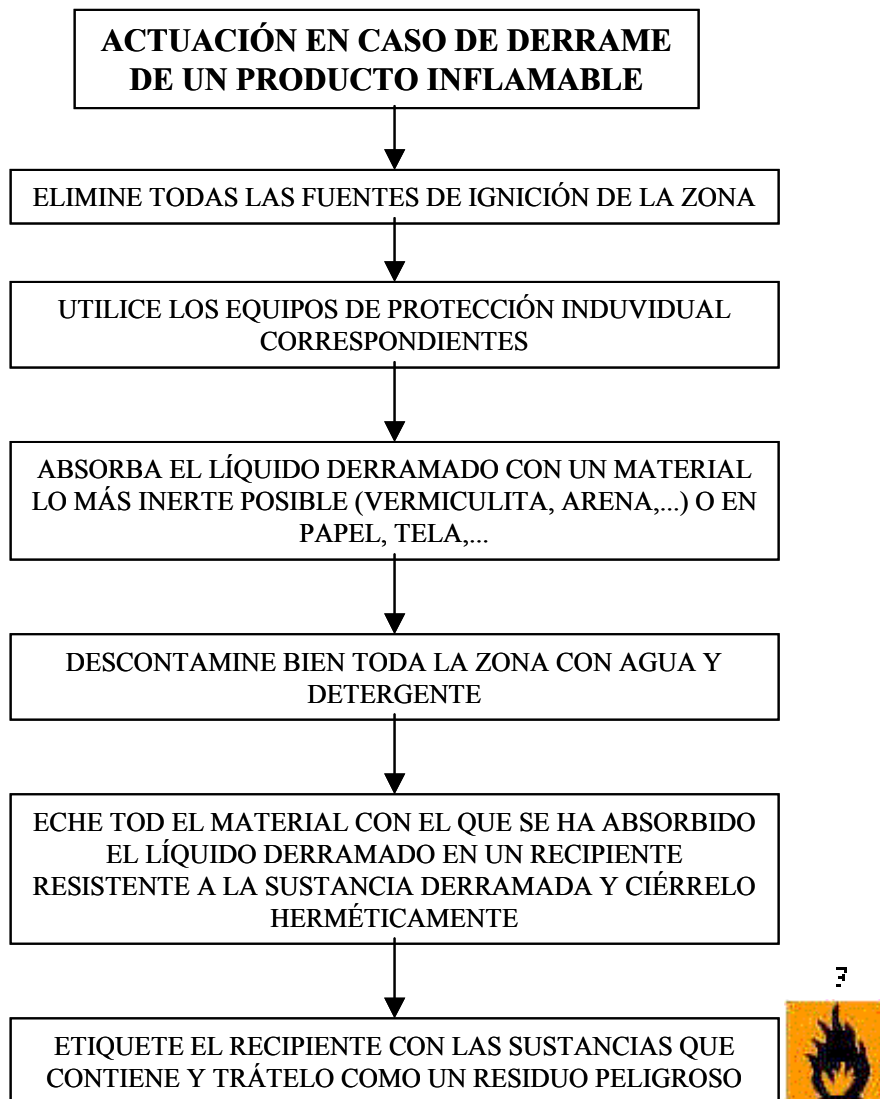 ACTUACIÓN EN CASO DE DERRAME
DE UN PRODUCTO INFLAMABLE
ELIMINE TODAS LAS FUENTES DE IGNICIÓN DE LA ZONA
UTILICE LOS EQUIPOS DE PROTECCIÓN INDUVIDUAL
CORRESPONDIENTES
ABSORBA EL LÍQUIDO DERRAMADO CON UN MATERIAL
LO MÁS INERTE POSIBLE (VERMICULITA, ARENA,...) O EN
PAPEL, TELA,...
DESCONTAMINE BIEN TODA LA ZONA CON AGUA Y
DETERGENTE
ECHE TOD EL MATERIAL CON EL QUE SE HA ABSORBIDO
EL LÍQUIDO DERRAMADO EN UN RECIPIENTE
RESISTENTE A LA SUSTANCIA DERRAMADA Y CIÉRRELO
HERMÉTICAMENTE
ETIQUETE EL RECIPIENTE CON LAS SUSTANCIAS QUE
CONTIENE Y TRÁTELO COMO UN RESIDUO PELIGROSO